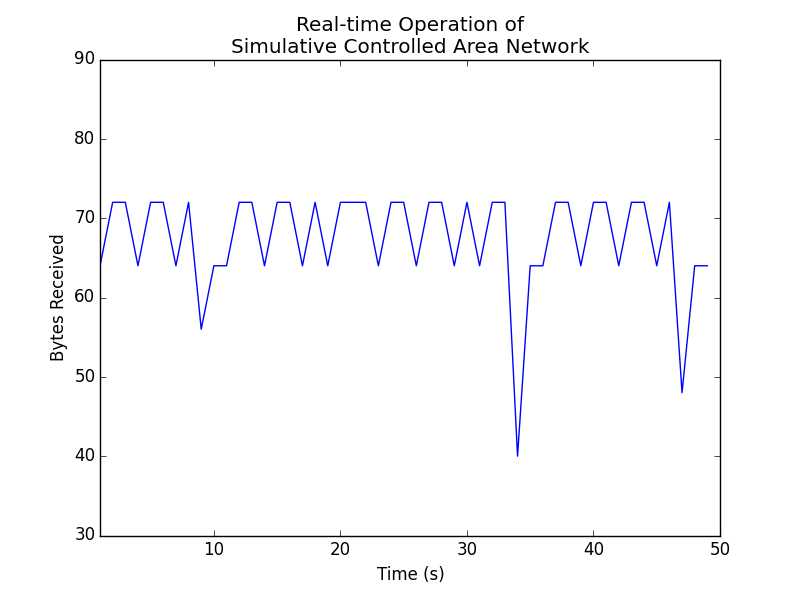 Real-time Operation of
Simulative Controlled Area Network
90
80
70
60
50
40
30
Bytes Received
10 20 30 40 50
Time (s)